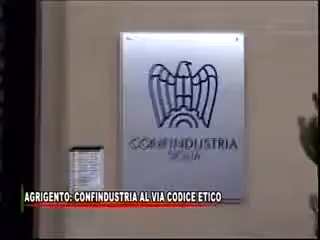 CONFINDUSTRIA
SICILIA
AGRIGENTO: CONFINDUSTRIA AL VIA CODICE ETICO